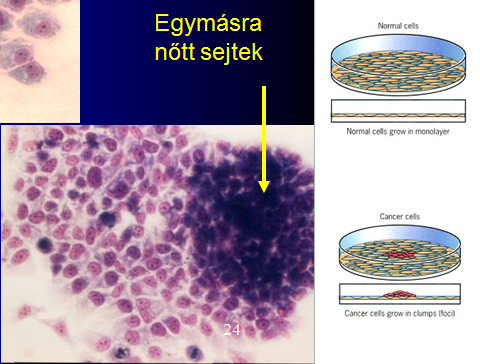 Egymásra
nőtt sejtek
Normal cells
Normal cells grow in monolayer
Cancer cells
Cancer cells grow in clumps (foci)
24